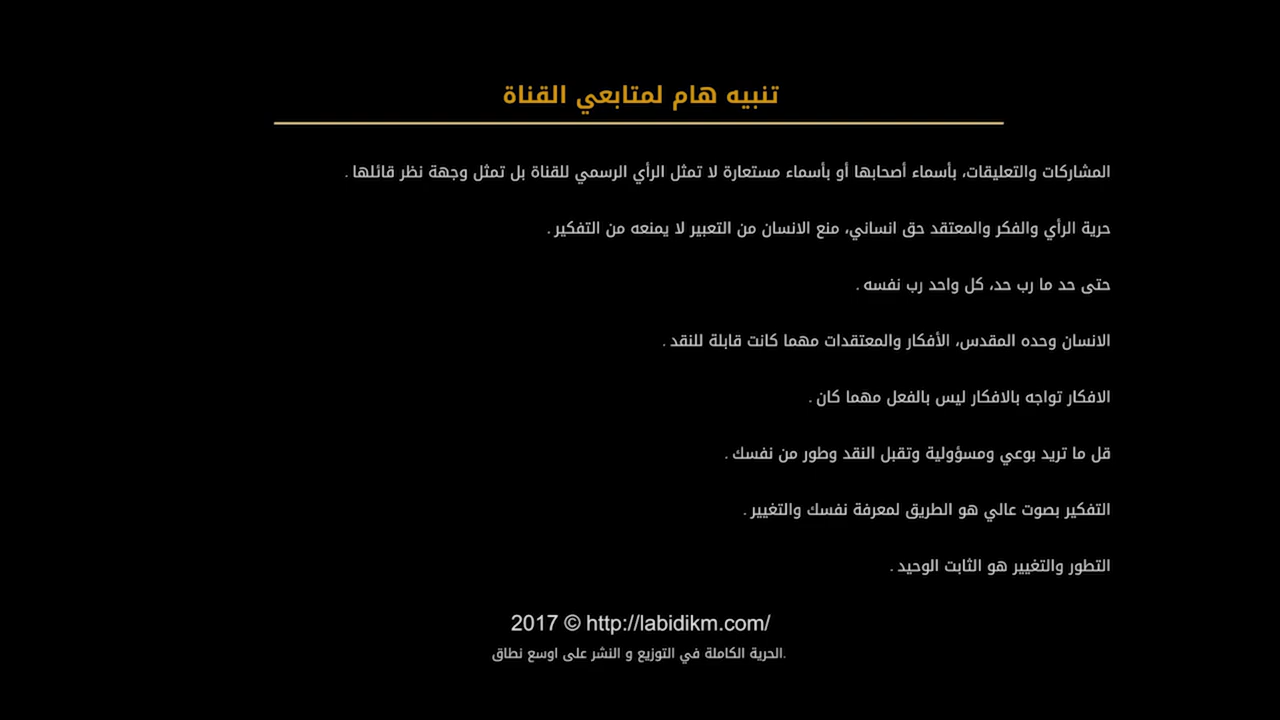 تنبيه هام لمتابعي القناة
المشاركات والتعليقات، بأسماء أصحابها أو بأسماء مستعارة لا تمثل الرأي الرسمي للقناة بل تمثل وجهة نظر قائلها .
حرية الرأي والفكر والمعتقد حق انساني، منع الانسان من التعبير لا يمنعه من التفكير .
حتى حد ما رب حد، كل واحد رب نفسه .
الانسان وحده المقدس، الأفكار والمعتقدات مهما كانت قابلة للنقد .
الافكار تواجه بالافكار ليس بالفعل مهما كان .
قل ما تريد بوعي ومسؤولية وتقبل النقد وطور من نفسك .
التفكير بصوت عالي هو الطريق لمعرفة نفسك والتغيير .
التطور والتغيير هو الثابت الوحيد .
2017 © http://labidikm.com/
.الحرية الكاملة في التوزيع و النشر على اوسع نطاق